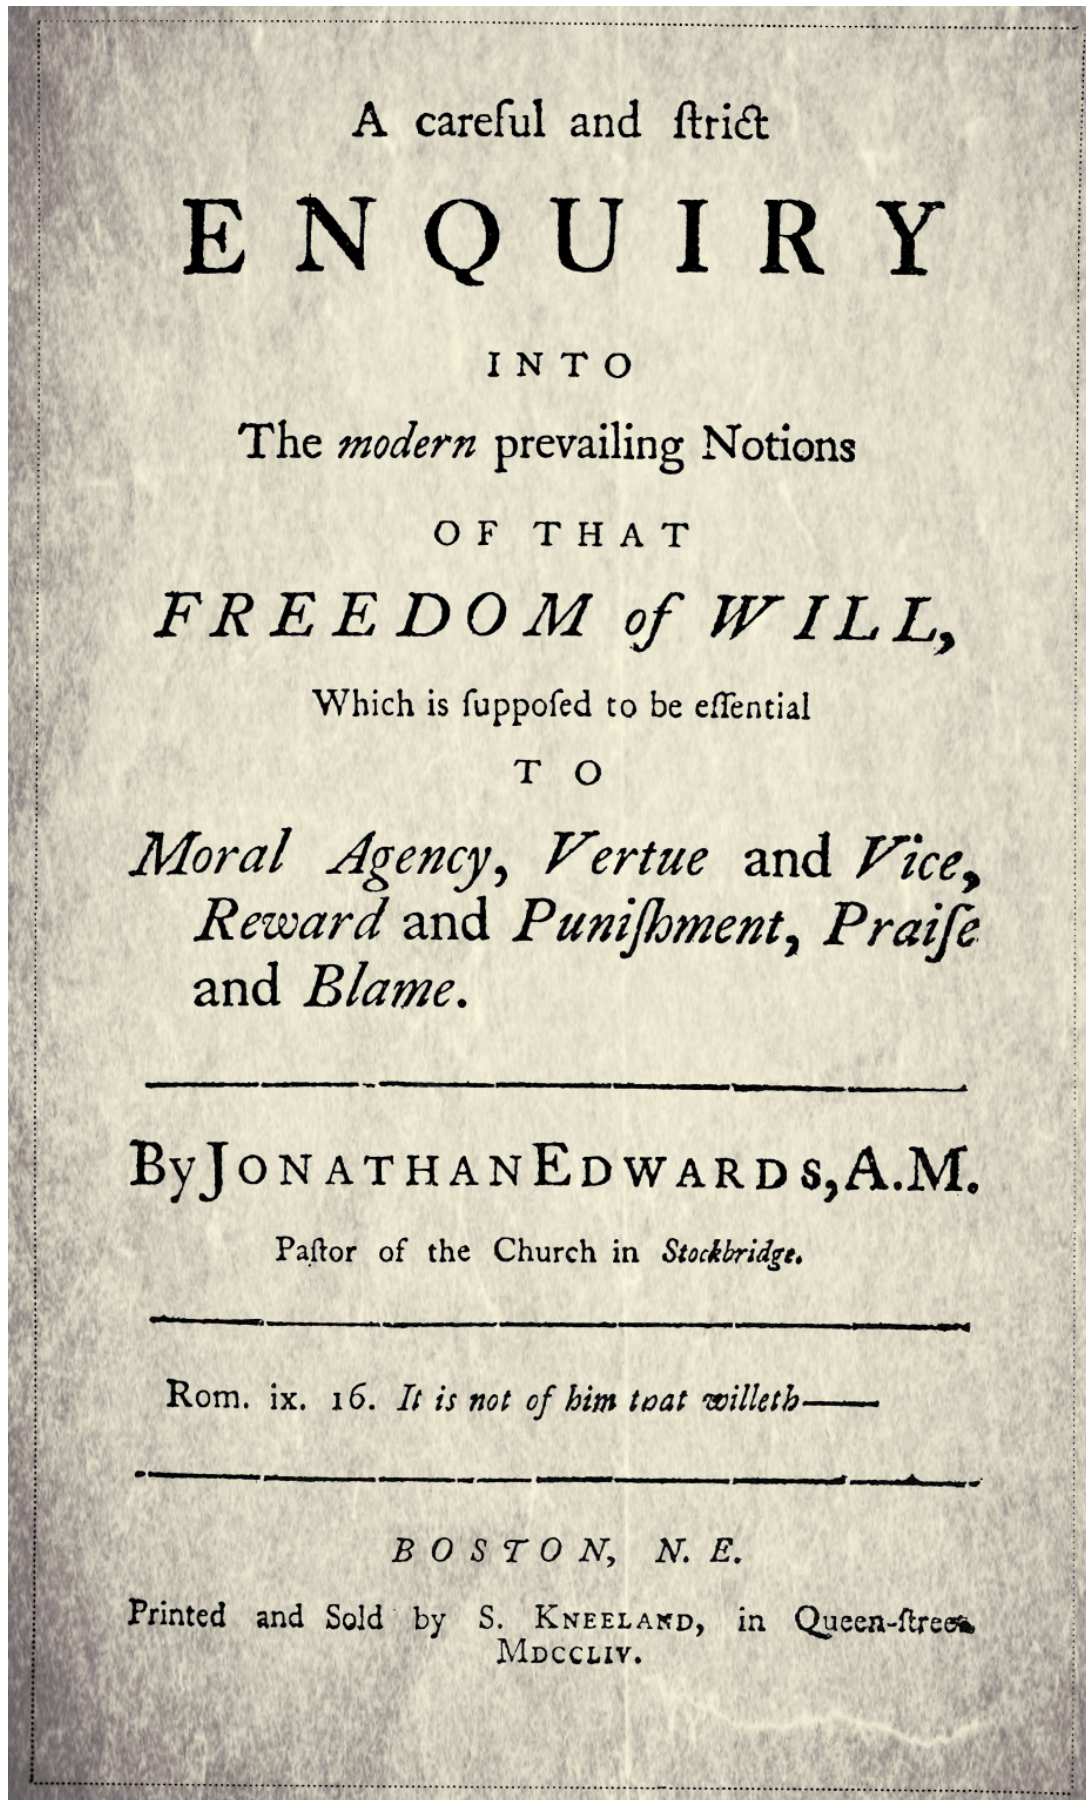 A careful and ſtrict
ENQUIRY
INTO
The modern prevailing Notions
OF THAT
FREEDOM of WILL,
Which is ſuppoſed to be eſſential
TO
Moral Agency, Vertue and Vice,
Reward and Puniſhment, Praiſe
and Blame.
By JONATHAN EDWARDS, A.M.
Paſtor of the Church in Stockbridge.
Rom. ix. 16. It is not of him that willeth——
BOSTON, N. E.
Printed and Sold by S. KNEELAND, in Queen-ſtreet
MDCCLIV.